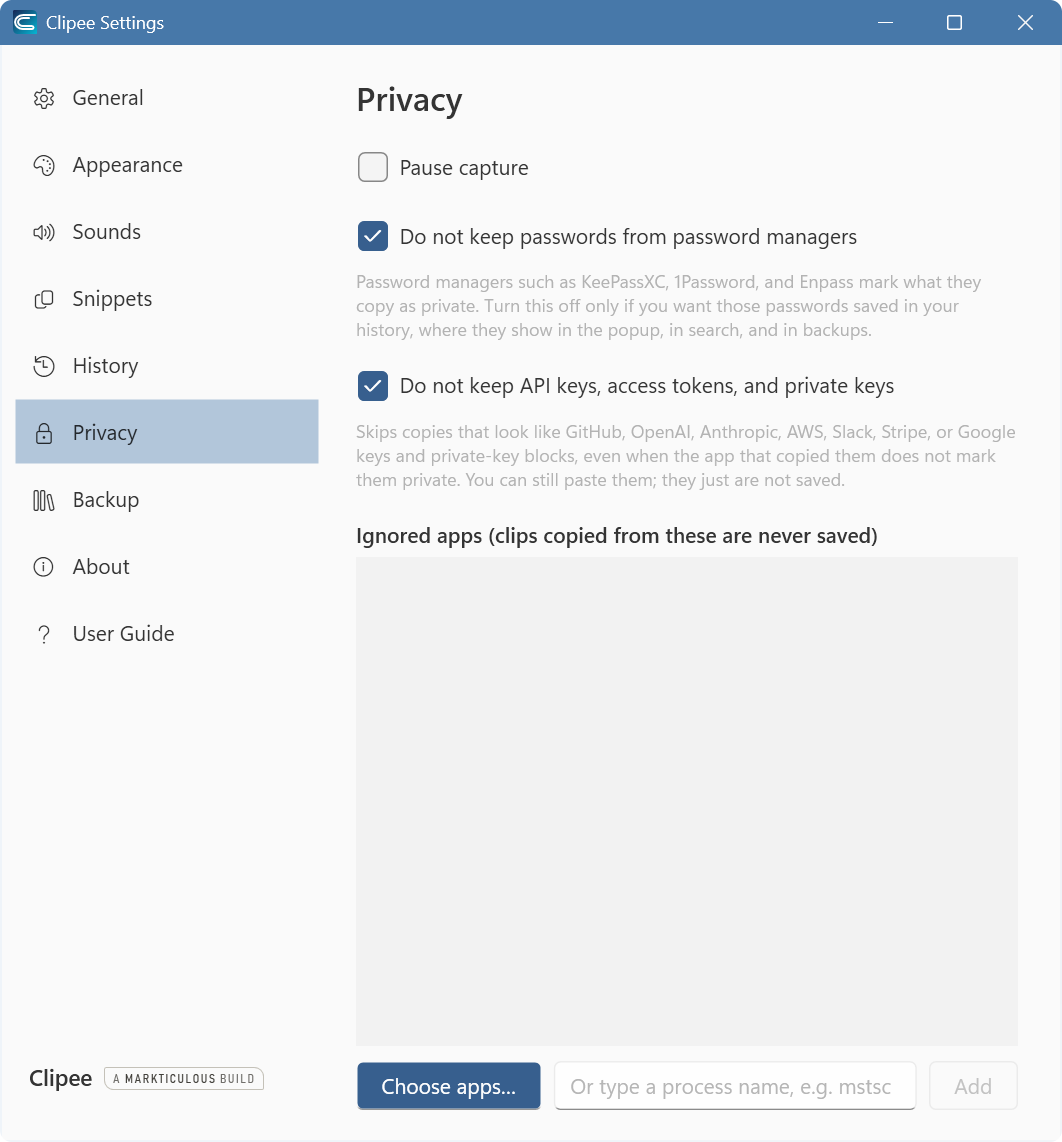 Clipee Settings
General
Appearance
Sounds
Snippets
History
Privacy
Backup
About
User Guide
Clipee
A MARKTICULOUS BUILD
Privacy
Pause capture
Do not keep passwords from password managers
Password managers such as KeePassXC, 1Password, and Enpass mark what they
copy as private. Turn this off only if you want those passwords saved in your
history, where they show in the popup, in search, and in backups.
Do not keep API keys, access tokens, and private keys
Skips copies that look like GitHub, OpenAI, Anthropic, AWS, Slack, Stripe, or Google
keys and private-key blocks, even when the app that copied them does not mark
them private. You can still paste them; they just are not saved.
Ignored apps (clips copied from these are never saved)
Choose apps...
Or type a process name, e.g. mstsc
Add